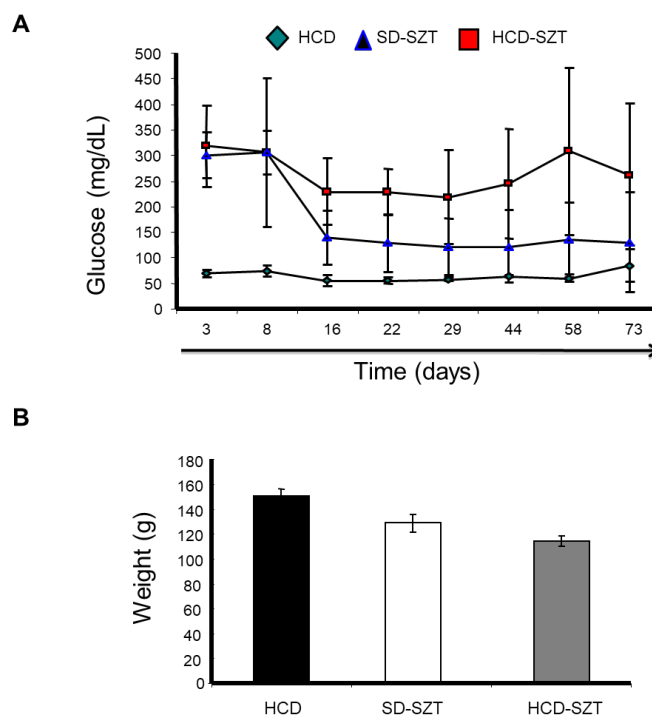 A
HCD SD-SZT HCD-SZT
500
450
400
350
300
250
200
150
100
50
0
Glucose (mg/dL)
3 8 16 22 29 44 58 73
Time (days)
B
180
160
140
120
100
80
60
40
20
0
Weight (g)
HCD SD-SZT HCD-SZT